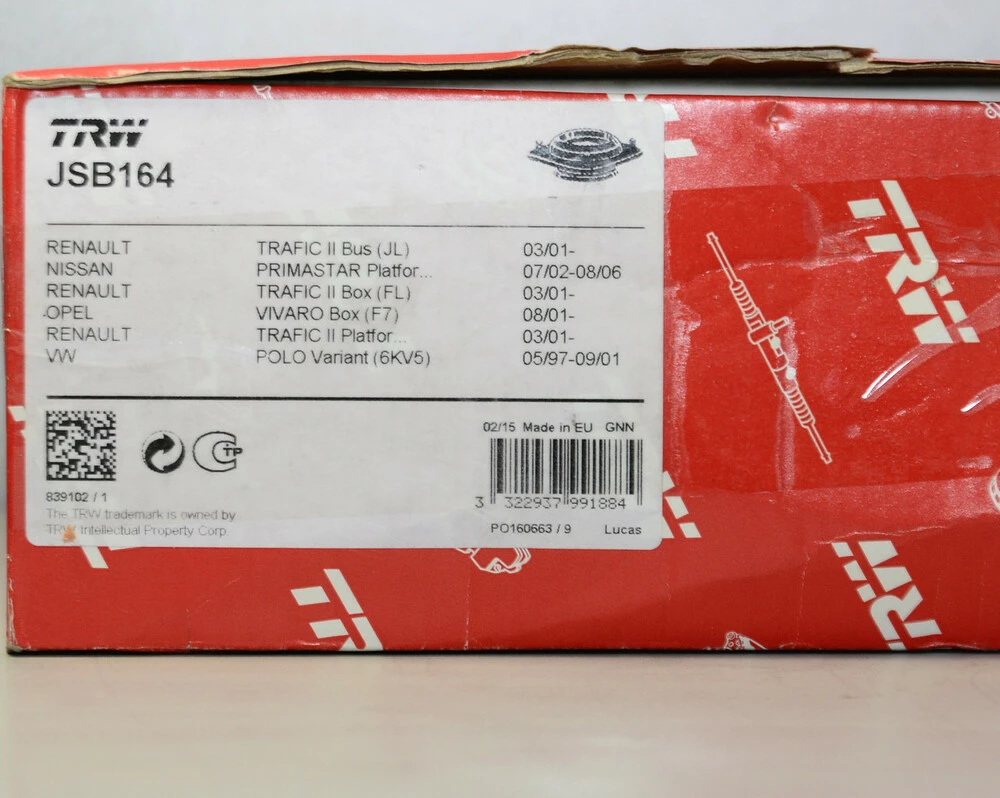 TRW
JSB164
RENAULT TRAFIC II Bus (JL) 03/01-
NISSAN PRIMASTAR Platfor... 07/02-08/06
RENAULT TRAFIC II Box (FL) 03/01-
OPEL VIVARO Box (F7) 08/01-
RENAULT TRAFIC II Platfor... 03/01-
VW POLO Variant (6KV5) 05/97-09/01
02/15 Made in EU GNN
CTP
3 322937 991884
839102 / 1
The TRW trademark is owned by
TRW Intellectual Property Corp.
PO160663 / 9 Lucas
TRW
TRW